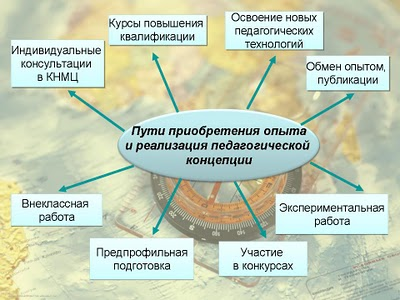 Индивидуальные
консультации
в КНМЦ
Курсы повышения
квалификации
Освоение новых
педагогических
технологий
Обмен опытом,
публикации
Пути приобретения опыта
и реализация педагогической
концепции
Внеклассная
работа
Предпрофильная
подготовка
Участие
в конкурсах
Экспериментальная
работа